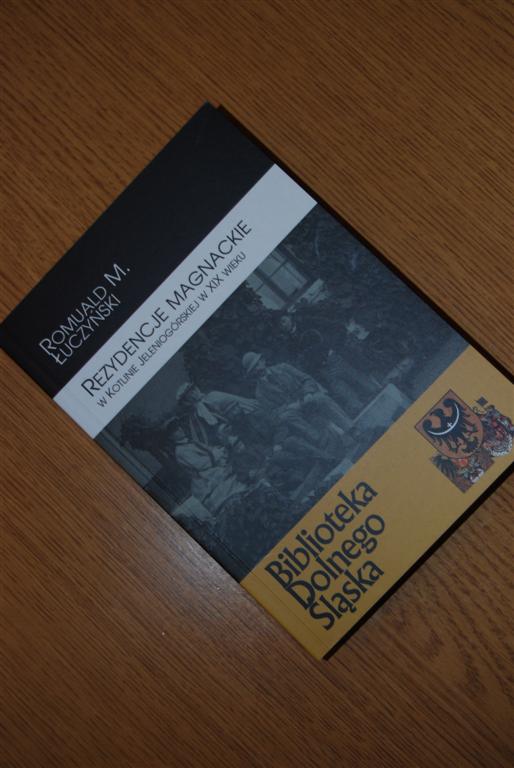 ROMUALD M.
ŁUCZYŃSKI
REZYDENCJE MAGNACKIE
W KOTLINIE JELENIOGÓRSKIEJ W XIX WIEKU
Biblioteka
Dolnego
Śląska